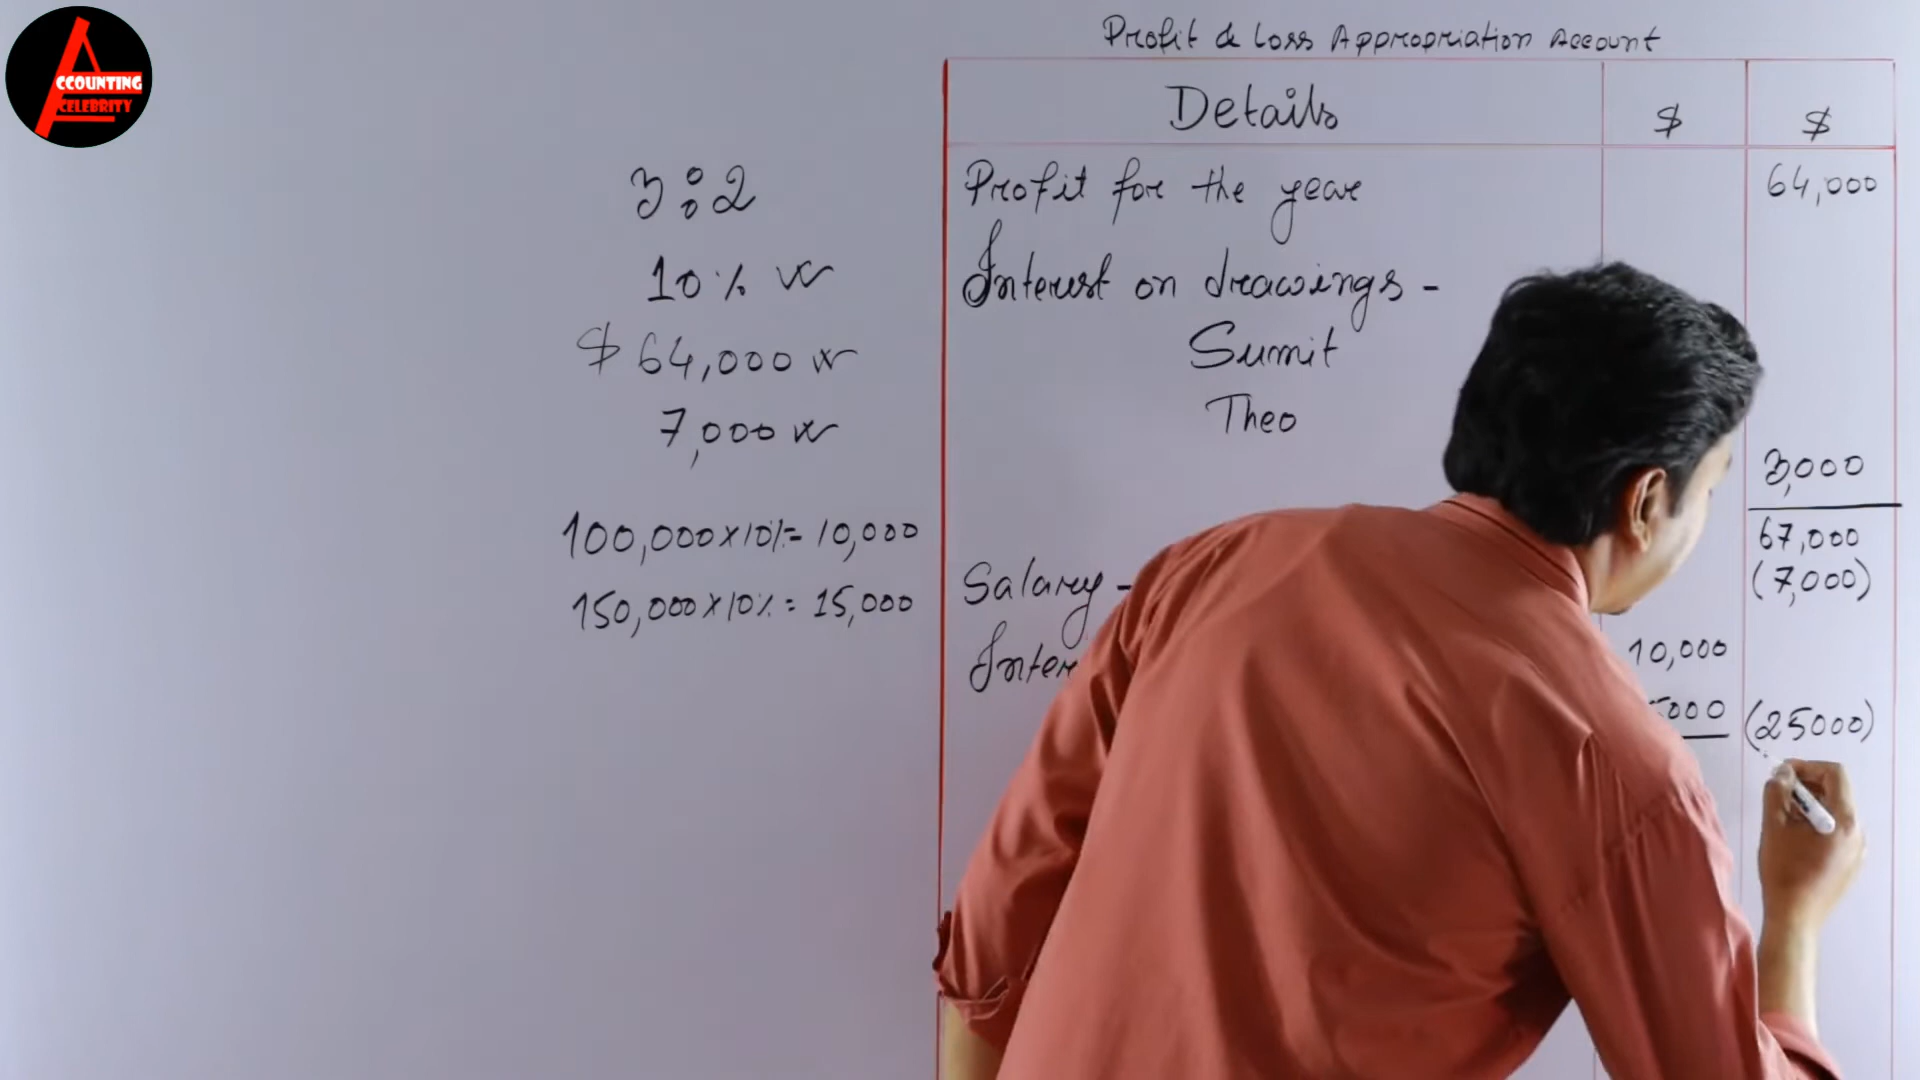 ACCOUNTING
CELEBRITY
3:2
10%
$ 64,000
7,000
100,000 x 10% = 10,000
150,000 x 10% = 15,000
Profit & Loss Appropriation Account
Details $ $
Profit for the year 64,000
Interest on drawings -
Sumit
Theo
3,000
67,000
Salary - (7,000)
10,000
(25000)